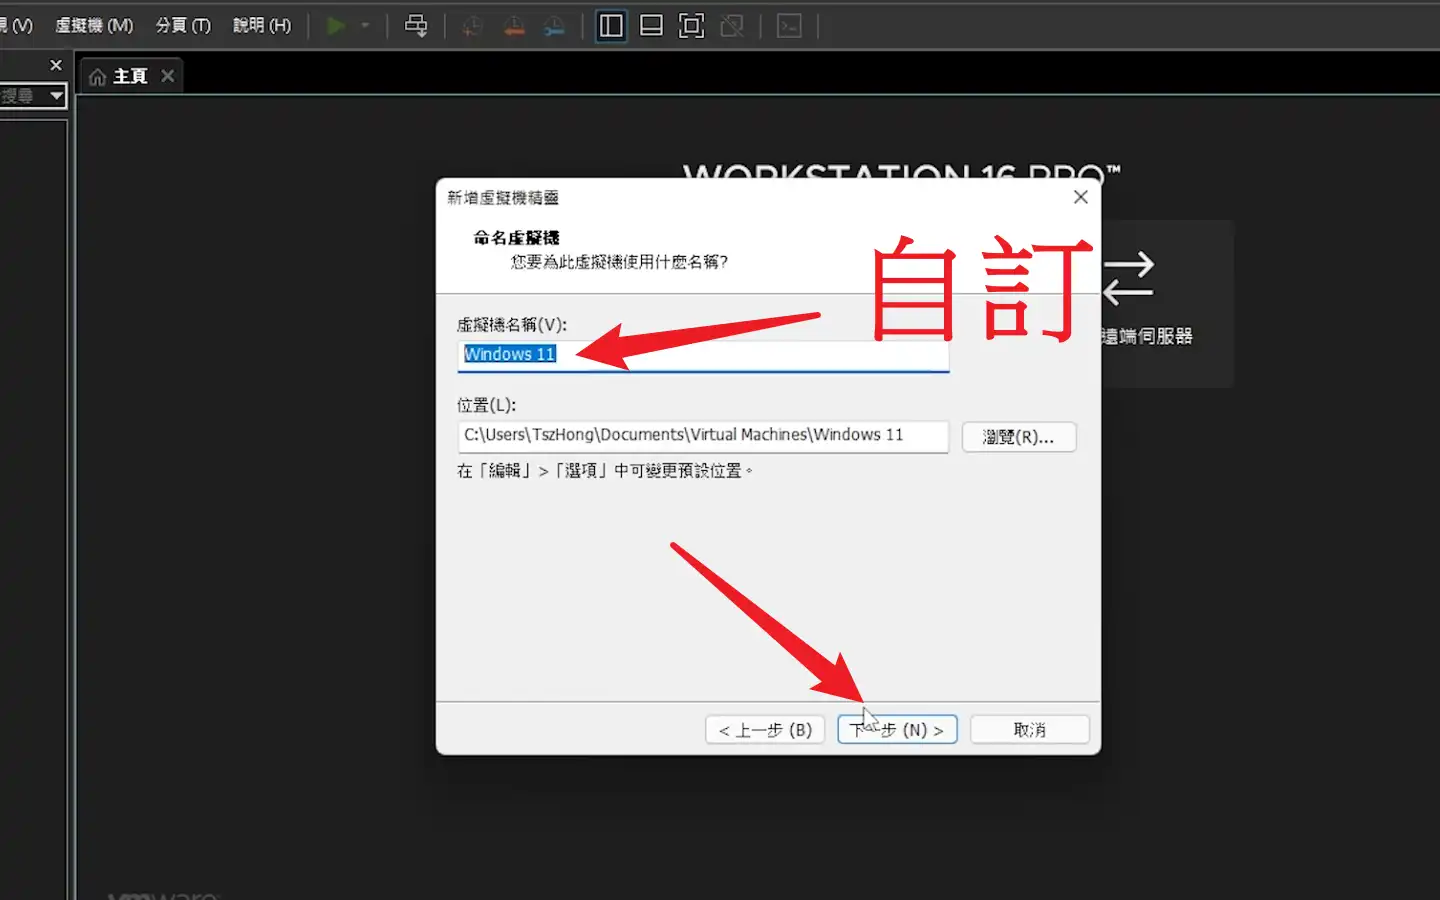 (V) 虛擬機 (M) 分頁 (T) 說明 (H)
搜尋
主頁
WORKSTATION 16 PRO™
新增虛擬機精靈
命名虛擬機
您要為此虛擬機使用什麼名稱?
自訂
遠端伺服器
虛擬機名稱(V):
Windows 11
位置(L):
C:\Users\TszHong\Documents\Virtual Machines\Windows 11
瀏覽(R)...
在「編輯」>「選項」中可變更預設位置。
< 上一步 (B) 下一步 (N) > 取消
vmware